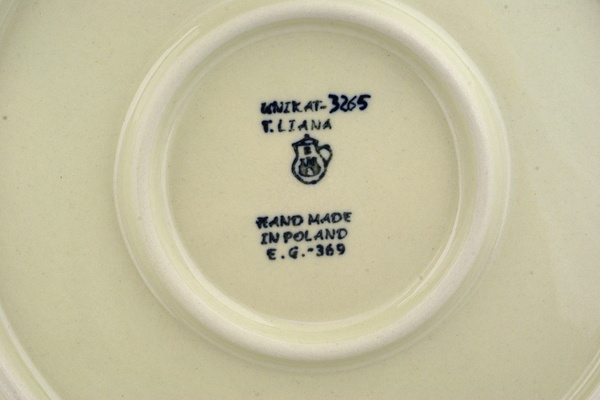 UNIKAT-3265
T. LIANA
HAND MADE
IN POLAND
E.G.-369